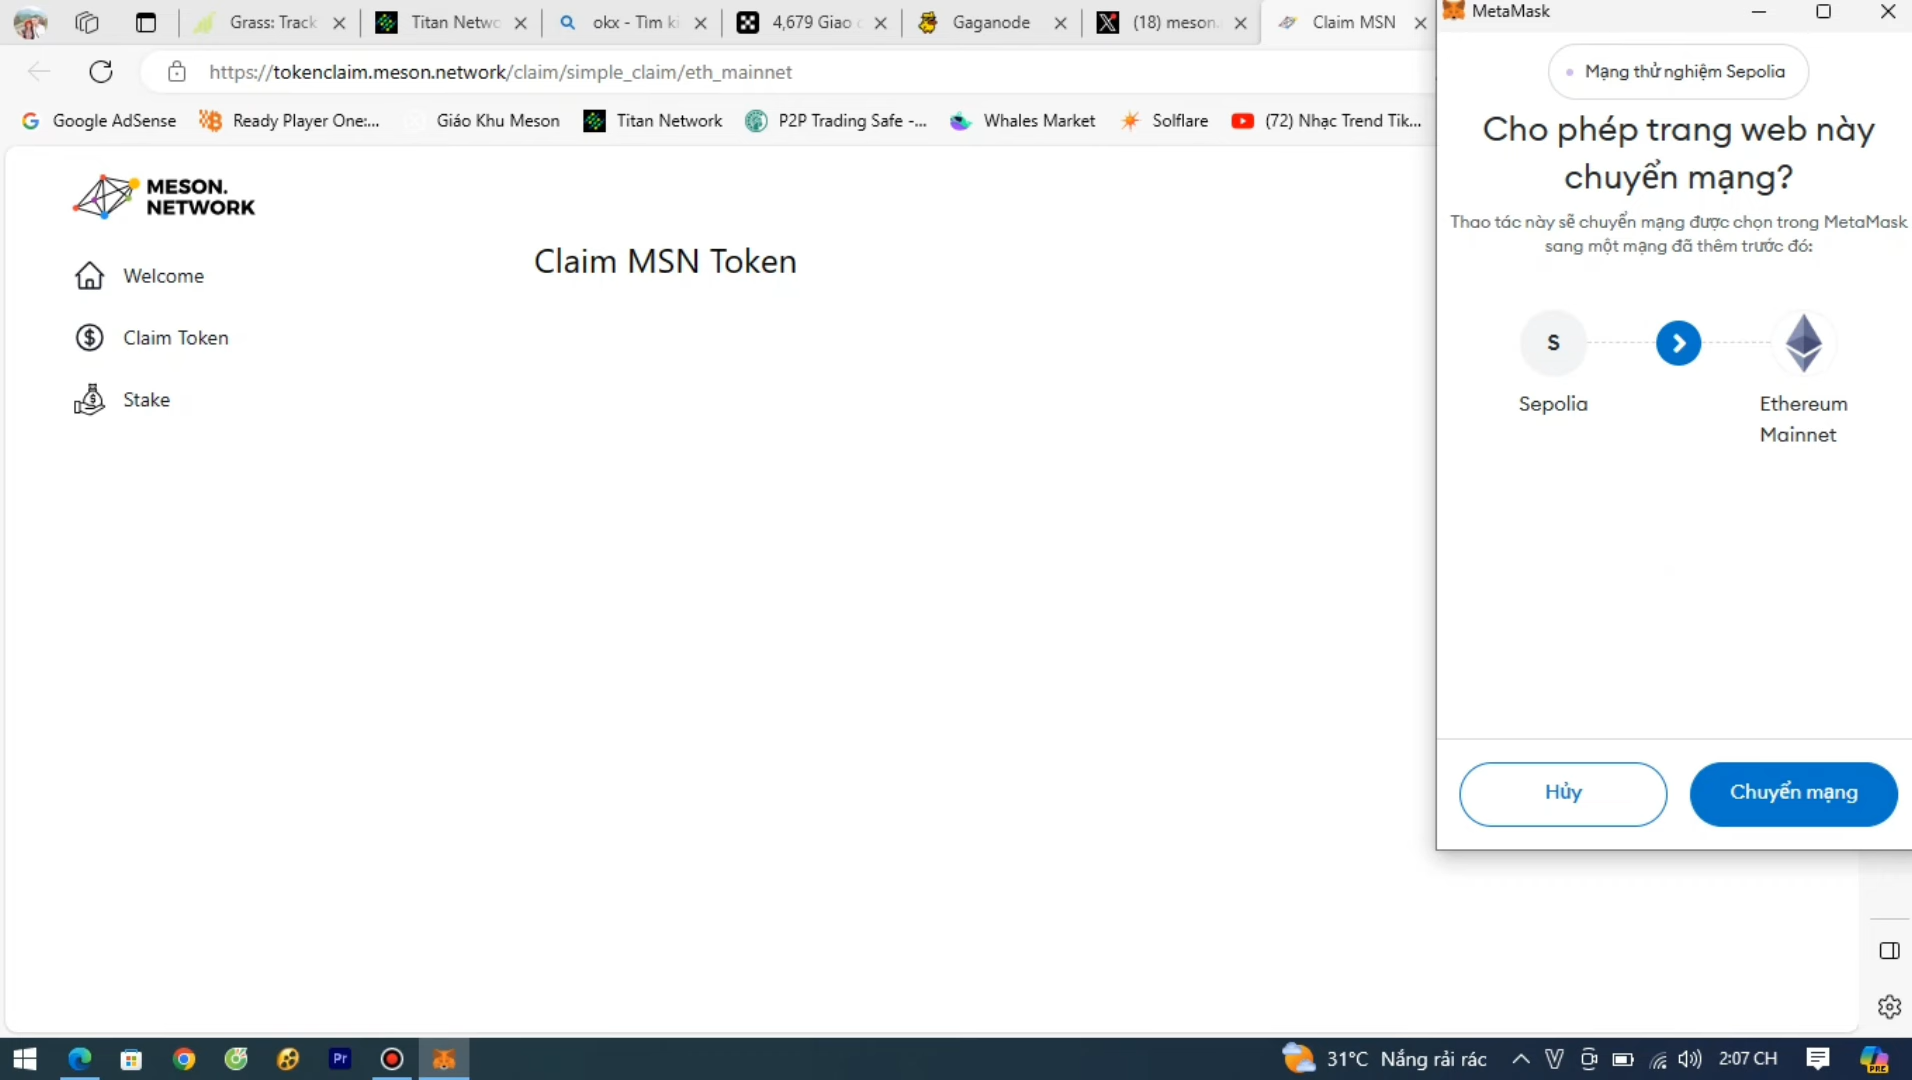 Grass: Track
Titan Netwo
okx - Tìm ki
4,679 Giao d
Gaganode
(18) meson.
Claim MSN
https://tokenclaim.meson.network/claim/simple_claim/eth_mainnet
Google AdSense
Ready Player One:...
Giáo Khu Meson
Titan Network
P2P Trading Safe -...
Whales Market
Solflare
(72) Nhạc Trend Tik...
MESON.
NETWORK
Welcome
Claim Token
Stake
Claim MSN Token
MetaMask
Mạng thử nghiệm Sepolia
Cho phép trang web này
chuyển mạng?
Thao tác này sẽ chuyển mạng được chọn trong MetaMask
sang một mạng đã thêm trước đó:
S
Sepolia
Ethereum
Mainnet
Hủy
Chuyển mạng
Pr
31°C Nắng rải rác
V
2:07 CH
PRE